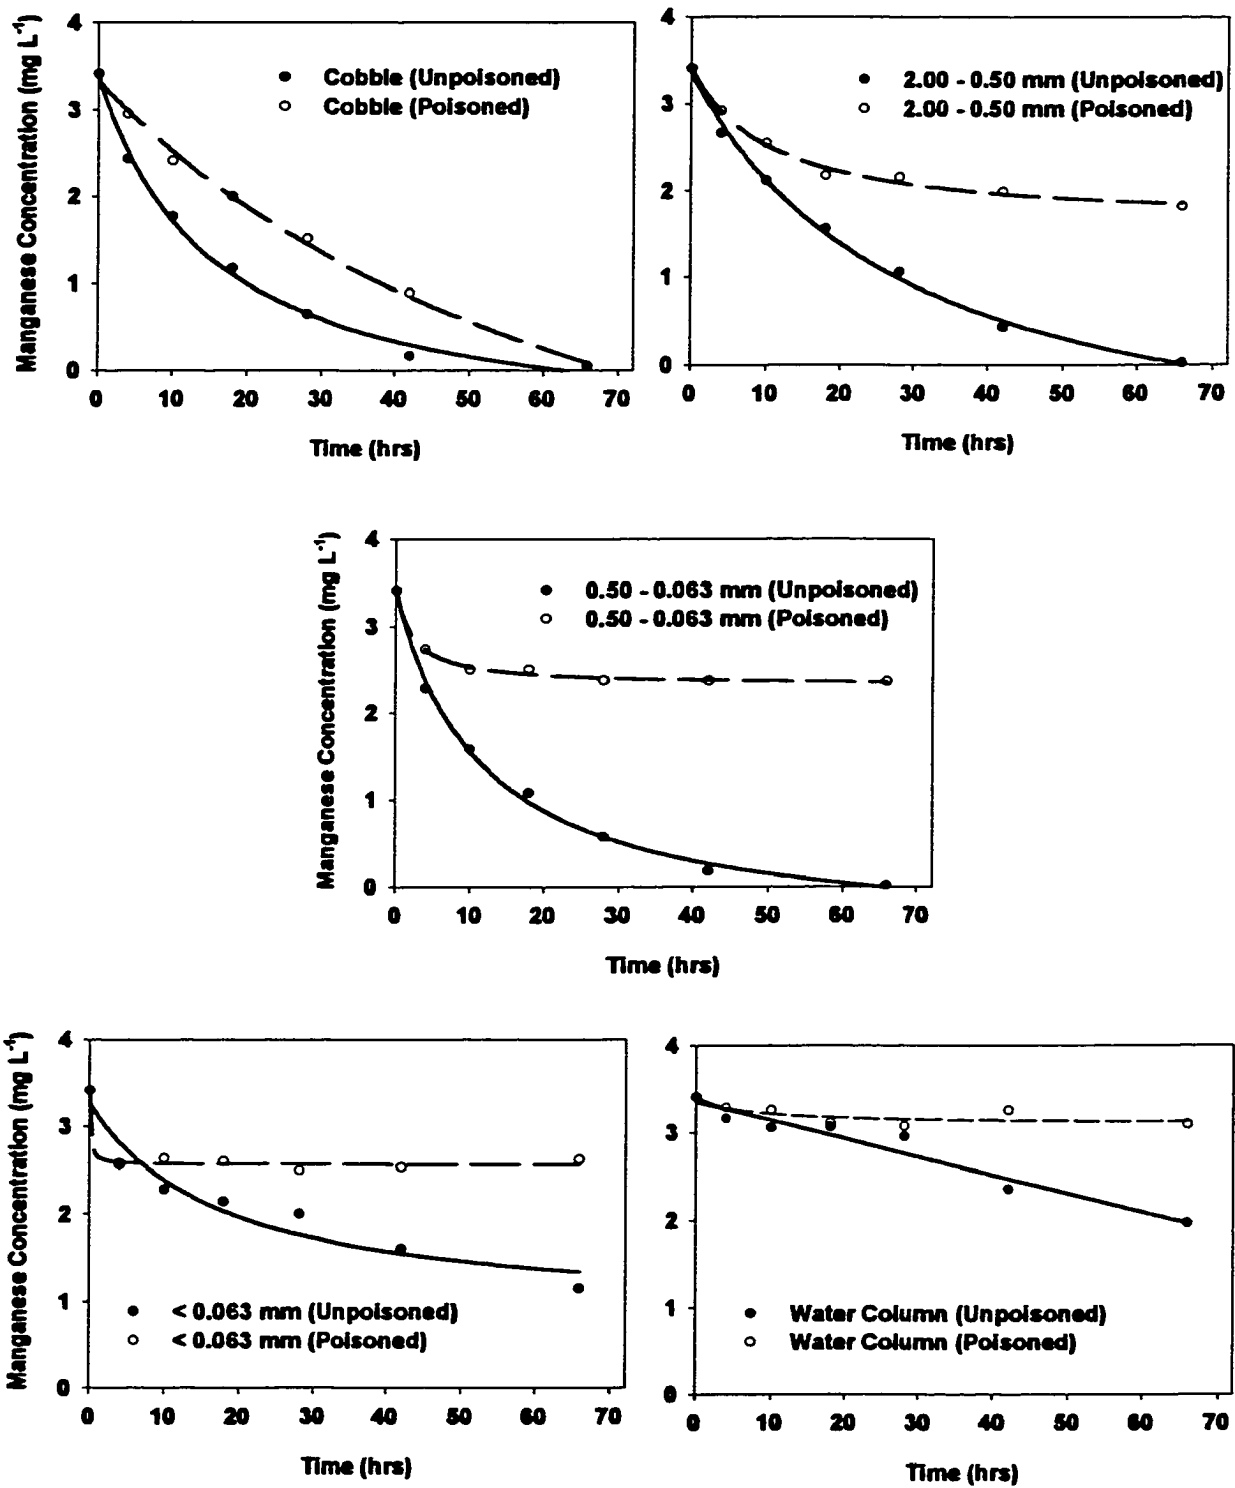 Manganese Concentration (mg L-1)
4
3
2
1
0
Cobble (Unpoisoned)
Cobble (Poisoned)
0 10 20 30 40 50 60 70
Time (hrs)
4
3
2
1
0
2.00 - 0.50 mm (Unpoisoned)
2.00 - 0.50 mm (Poisoned)
0 10 20 30 40 50 60 70
Time (hrs)
Manganese Concentration (mg L-1)
4
3
2
1
0
0.50 - 0.063 mm (Unpoisoned)
0.50 - 0.063 mm (Poisoned)
0 10 20 30 40 50 60 70
Time (hrs)
Manganese Concentration (mg L-1)
4
3
2
1
0
< 0.063 mm (Unpoisoned)
< 0.063 mm (Poisoned)
0 10 20 30 40 50 60 70
Time (hrs)
4
3
2
1
0
Water Column (Unpoisoned)
Water Column (Poisoned)
0 10 20 30 40 50 60 70
Time (hrs)